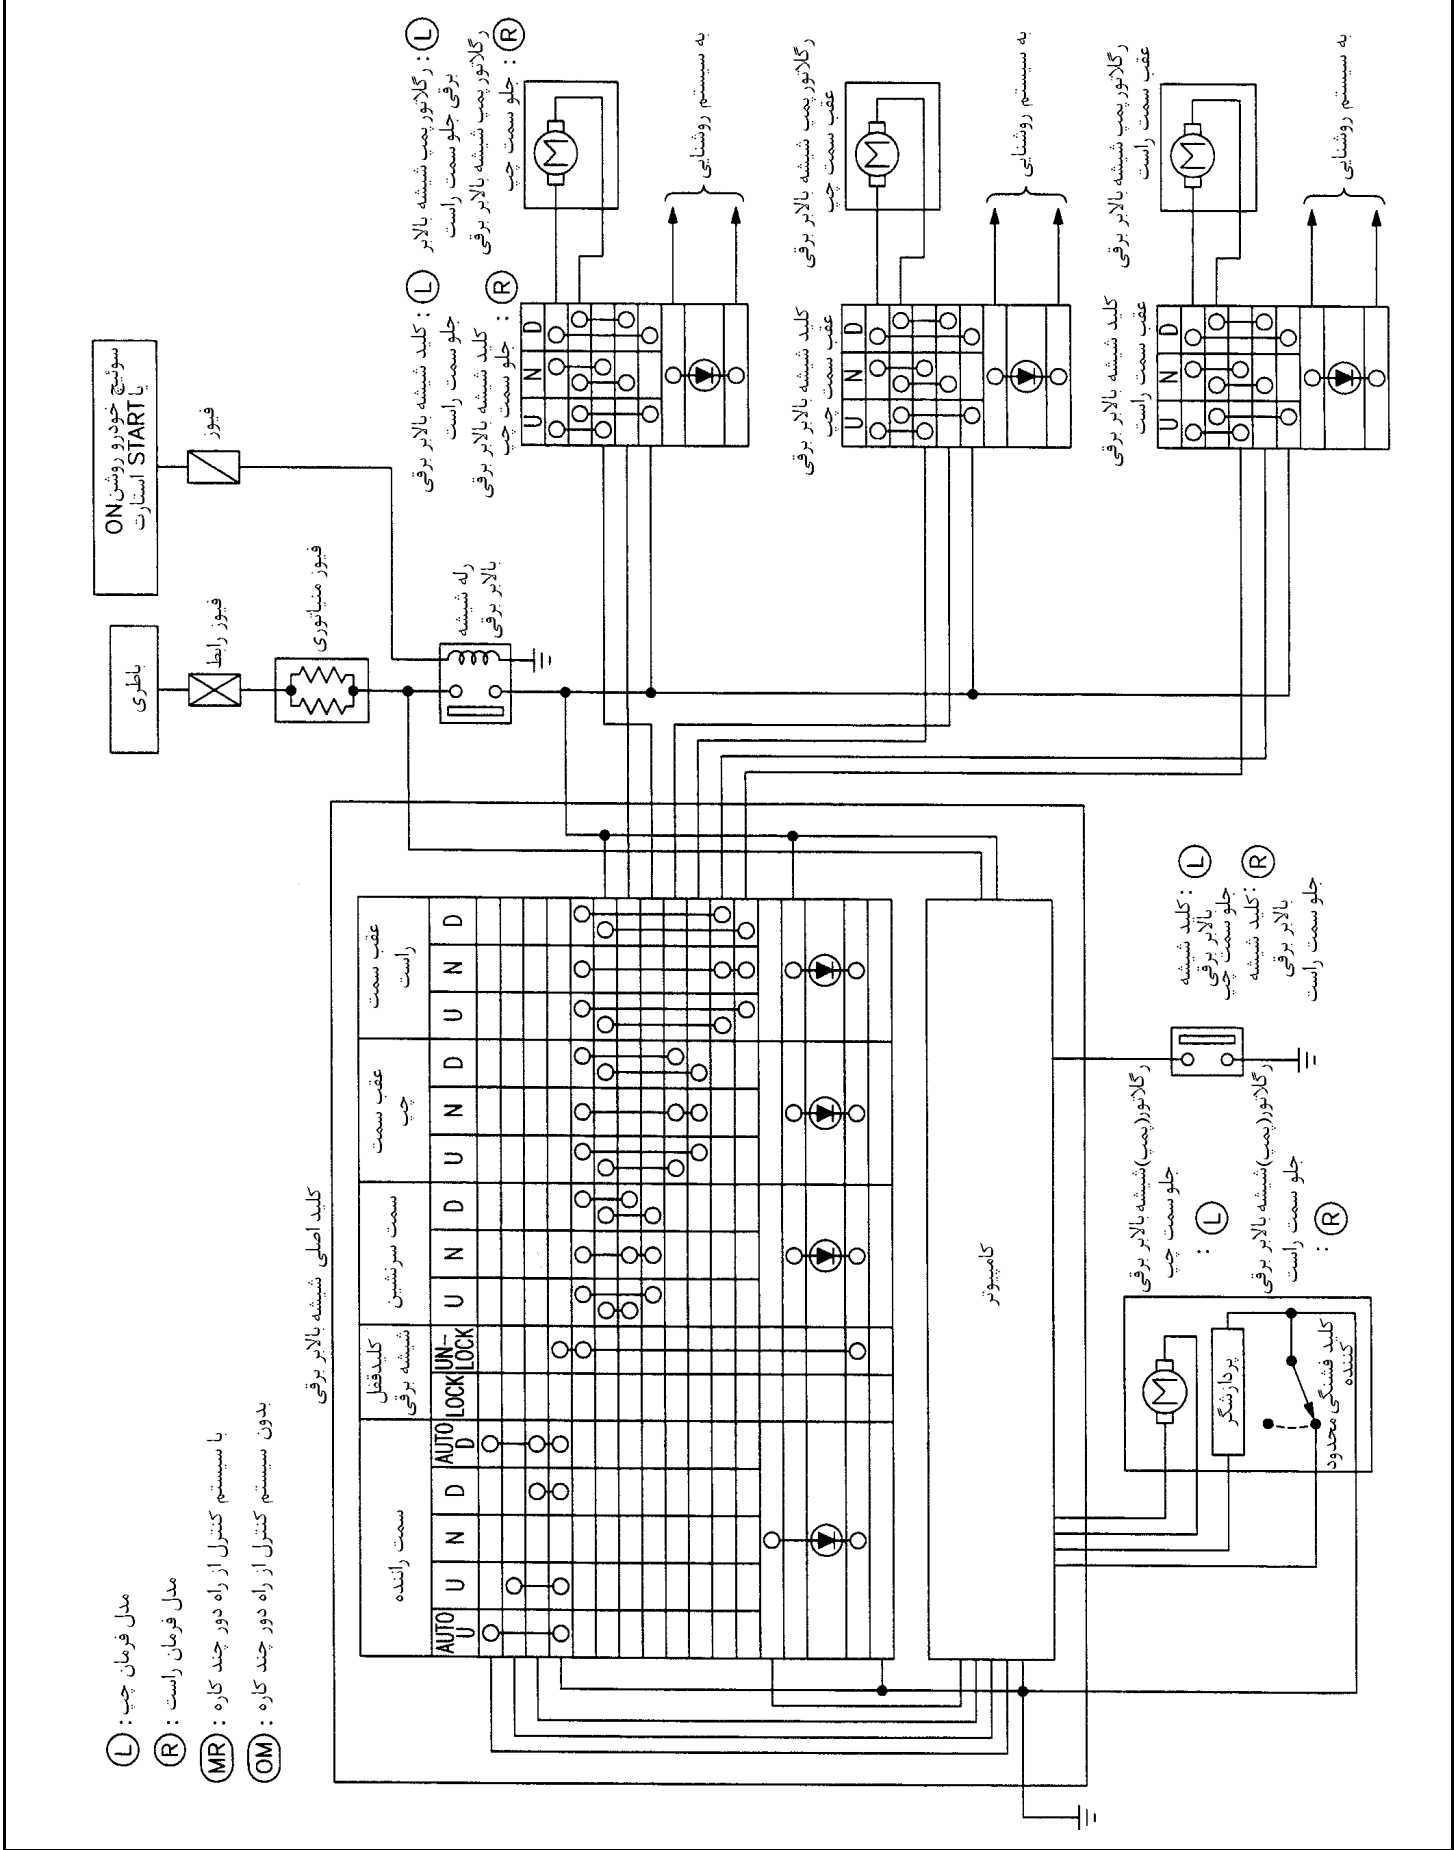 (L) : مدل فرمان چپ
(R) : مدل فرمان راست
(MR) : با سیستم کنترل از راه دور چند کاره
(OM) : بدون سیستم کنترل از راه دور چند کاره
باطری
سوئیچ خودرو روشن ON
یا START استارت
فیوز رابط
فیوز
فیوز مینیاتوری
رله شیشه
بالابر برقی
(L) : رگلاتور پمپ شیشه بالابر
برقی جلو سمت راست
رگلاتور پمپ شیشه بالابر برقی
(R) : جلو سمت چپ
(L) : کلید شیشه بالابر برقی
جلو سمت راست
کلید شیشه بالابر برقی
(R) : جلو سمت چپ
U N D
M
به سیستم روشنایی
رگلاتور پمپ شیشه بالابر برقی
عقب سمت چپ
کلید شیشه بالابر برقی
عقب سمت چپ
U N D
M
به سیستم روشنایی
رگلاتور پمپ شیشه بالابر برقی
عقب سمت راست
کلید شیشه بالابر برقی
عقب سمت راست
U N D
M
به سیستم روشنایی
کلید اصلی شیشه بالابر برقی
سمت راننده
کلیدقفل
شیشه برقی
سمت سرنشین
عقب سمت
چپ
عقب سمت
راست
AUTO
U
U
N
D
AUTO
D
LOCK
UN-
LOCK
U N D
U N D
U N D
کامپیوتر
(L) : کلید شیشه
بالابر برقی
جلو سمت چپ
(R) : کلید شیشه
بالابر برقی
جلو سمت راست
رگلاتور(پمپ)شیشه بالابر برقی
جلو سمت چپ
: (L)
رگلاتور(پمپ)شیشه بالابر برقی
جلو سمت راست
: (R)
M
پردازشگر
کلید فشنگی محدود
کننده